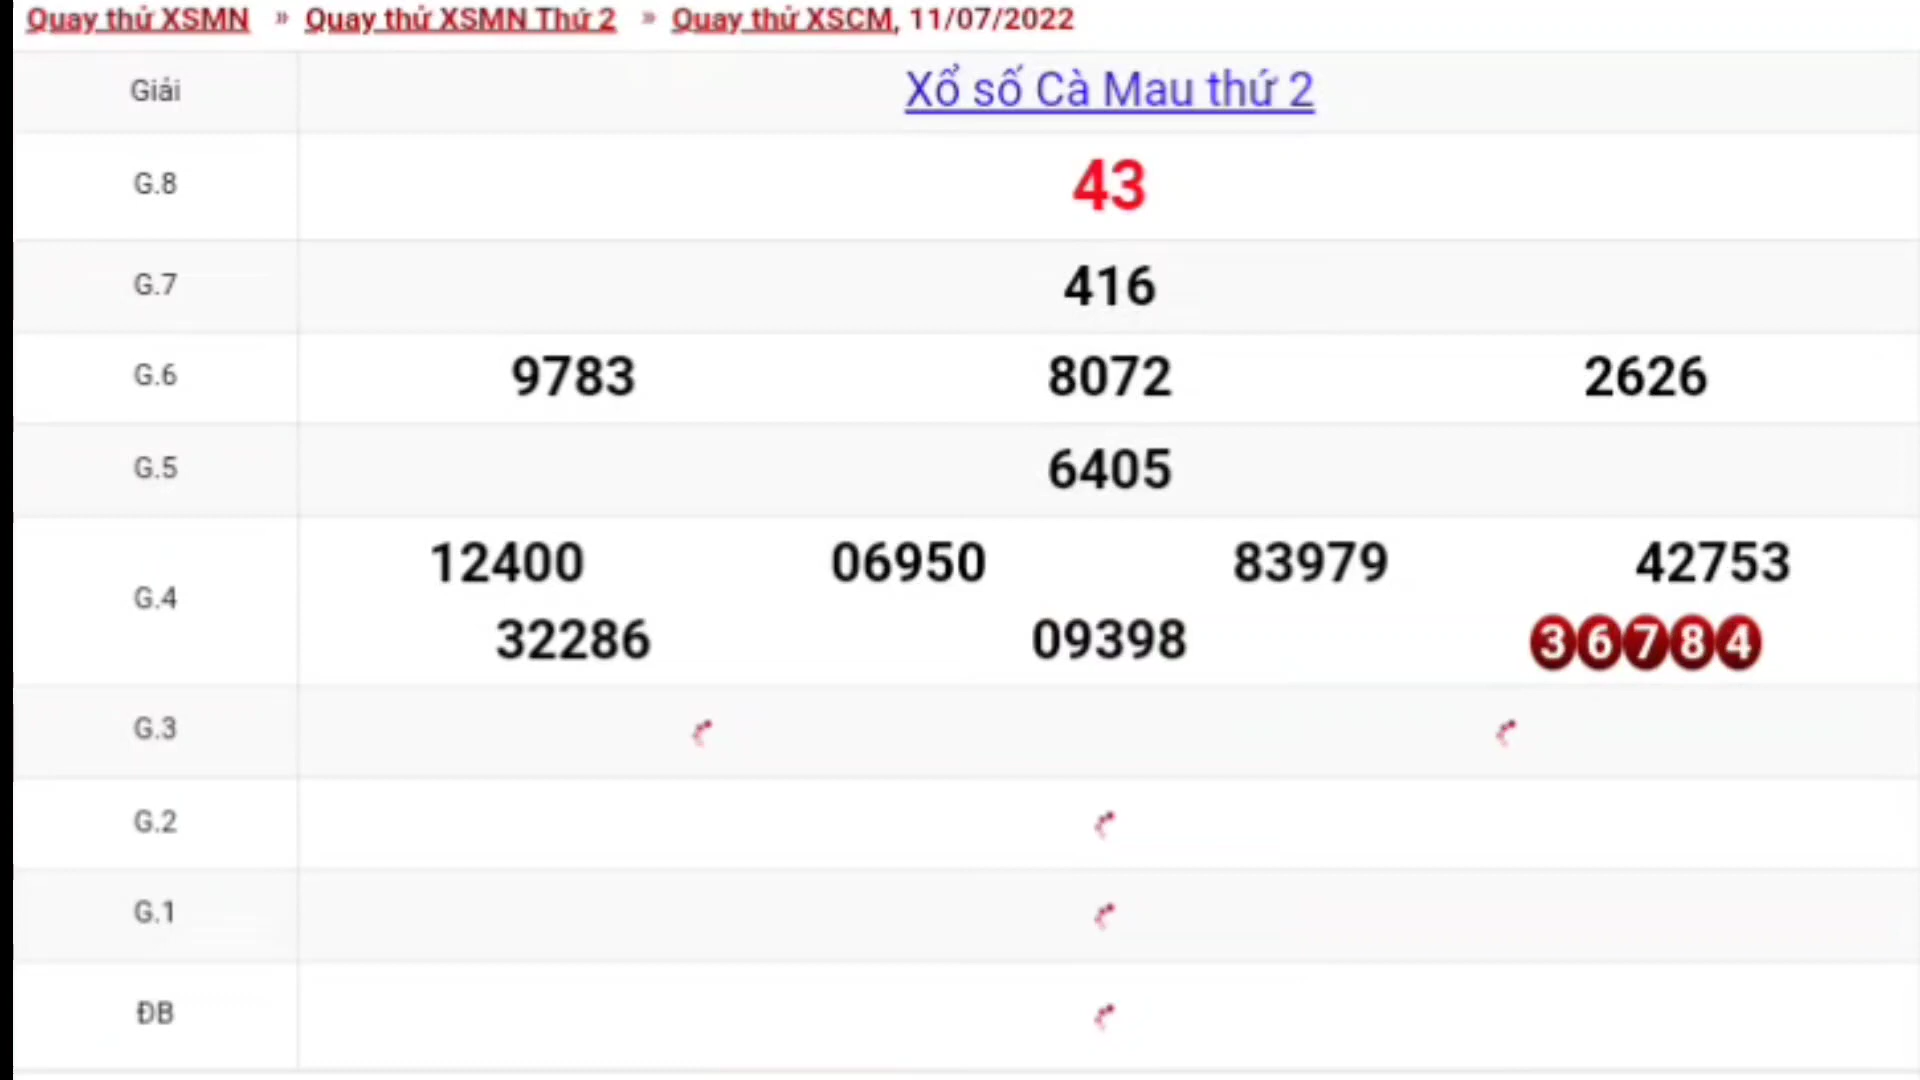 Quay thử XSMN » Quay thử XSMN Thứ 2 » Quay thử XSCM, 11/07/2022
Giải Xổ số Cà Mau thứ 2
G.8 43
G.7 416
G.6 9783 8072 2626
G.5 6405
G.4 12400 06950 83979 42753
32286 09398 36784
G.3
G.2
G.1
ĐB